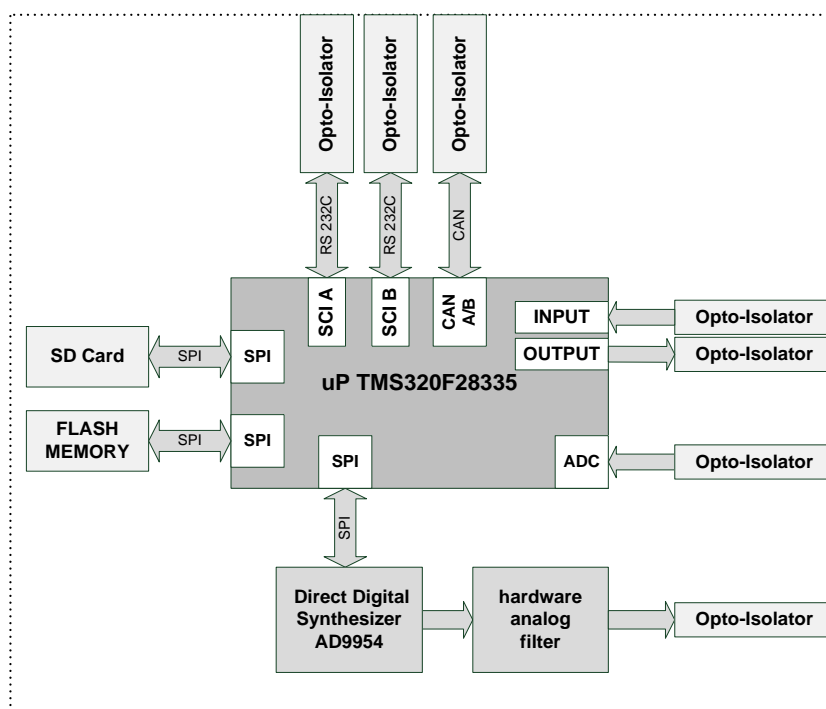 Opto-Isolator
Opto-Isolator
Opto-Isolator
RS 232C
RS 232C
CAN
SCI A
SCI B
CAN
A/B
INPUT
Opto-Isolator
OUTPUT
Opto-Isolator
SD Card
SPI
SPI
uP TMS320F28335
FLASH
MEMORY
SPI
SPI
SPI
ADC
Opto-Isolator
SPI
Direct Digital
Synthesizer
AD9954
hardware
analog
filter
Opto-Isolator